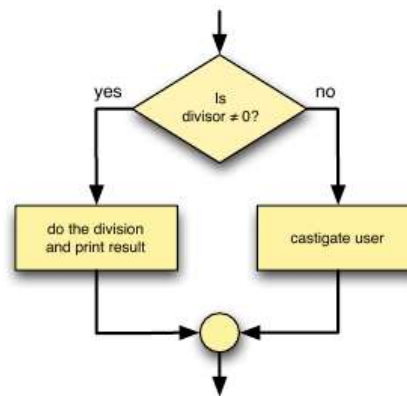 yes
Is
no
divisor ≠ 0?
do the division
and print result
castigate user